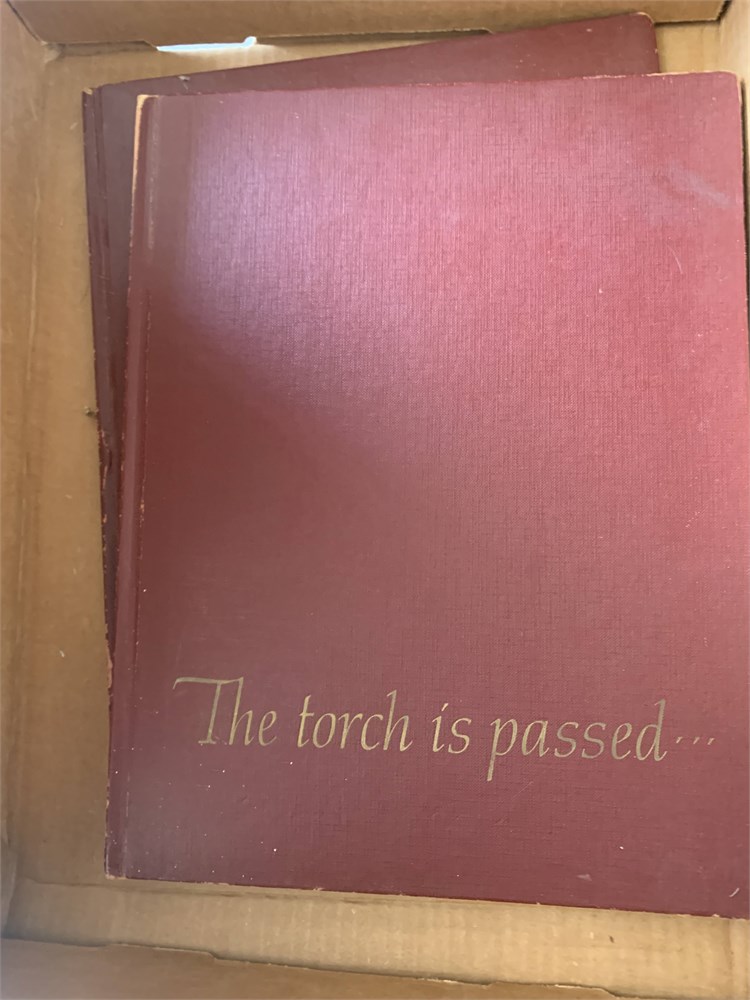 The torch is passed...